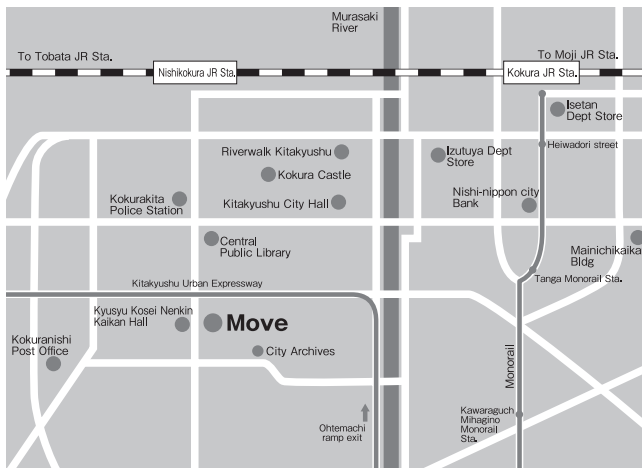 Murasaki
River
To Tobata JR Sta.
To Moji JR Sta.
Nishikokura JR Sta.
Kokura JR Sta.
Isetan
Dept Store
Heiwadori street
Riverwalk Kitakyushu
Izutuya Dept
Store
Kokura Castle
Kokurakita
Police Station
Kitakyushu City Hall
Nishi-nippon city
Bank
Central
Public Library
Mainichikaikan
Bldg
Tanga Monorail Sta.
Kitakyushu Urban Expressway
Kyusyu Kosei Nenkin
Kaikan Hall
Move
Kokuranishi
Post Office
City Archives
Monorail
Kawaraguch
Mihagino
Monorail
Sta.
Ohtemachi
ramp exit